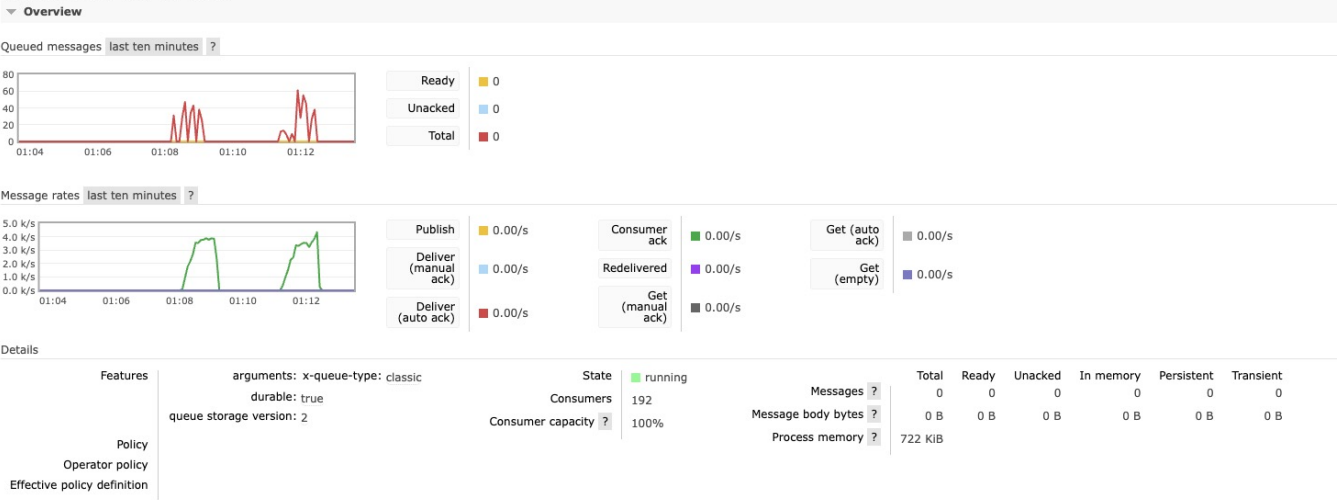 Overview
Queued messages last ten minutes ?
80
60
40
20
0
01:04 01:06 01:08 01:10 01:12
Ready 0
Unacked 0
Total 0
Message rates last ten minutes ?
5.0 k/s
4.0 k/s
3.0 k/s
2.0 k/s
1.0 k/s
0.0 k/s
01:04 01:06 01:08 01:10 01:12
Publish 0.00/s
Deliver
(manual
ack) 0.00/s
Deliver
(auto ack) 0.00/s
Consumer
ack 0.00/s
Redelivered 0.00/s
Get
(manual
ack) 0.00/s
Get (auto
ack) 0.00/s
Get
(empty) 0.00/s
Details
Features arguments: x-queue-type: classic
durable: true
queue storage version: 2
Policy
Operator policy
Effective policy definition
State running
Consumers 192
Consumer capacity ? 100%
Total Ready Unacked In memory Persistent Transient
Messages ? 0 0 0 0 0 0
Message body bytes ? 0 B 0 B 0 B 0 B 0 B 0 B
Process memory ? 722 KiB